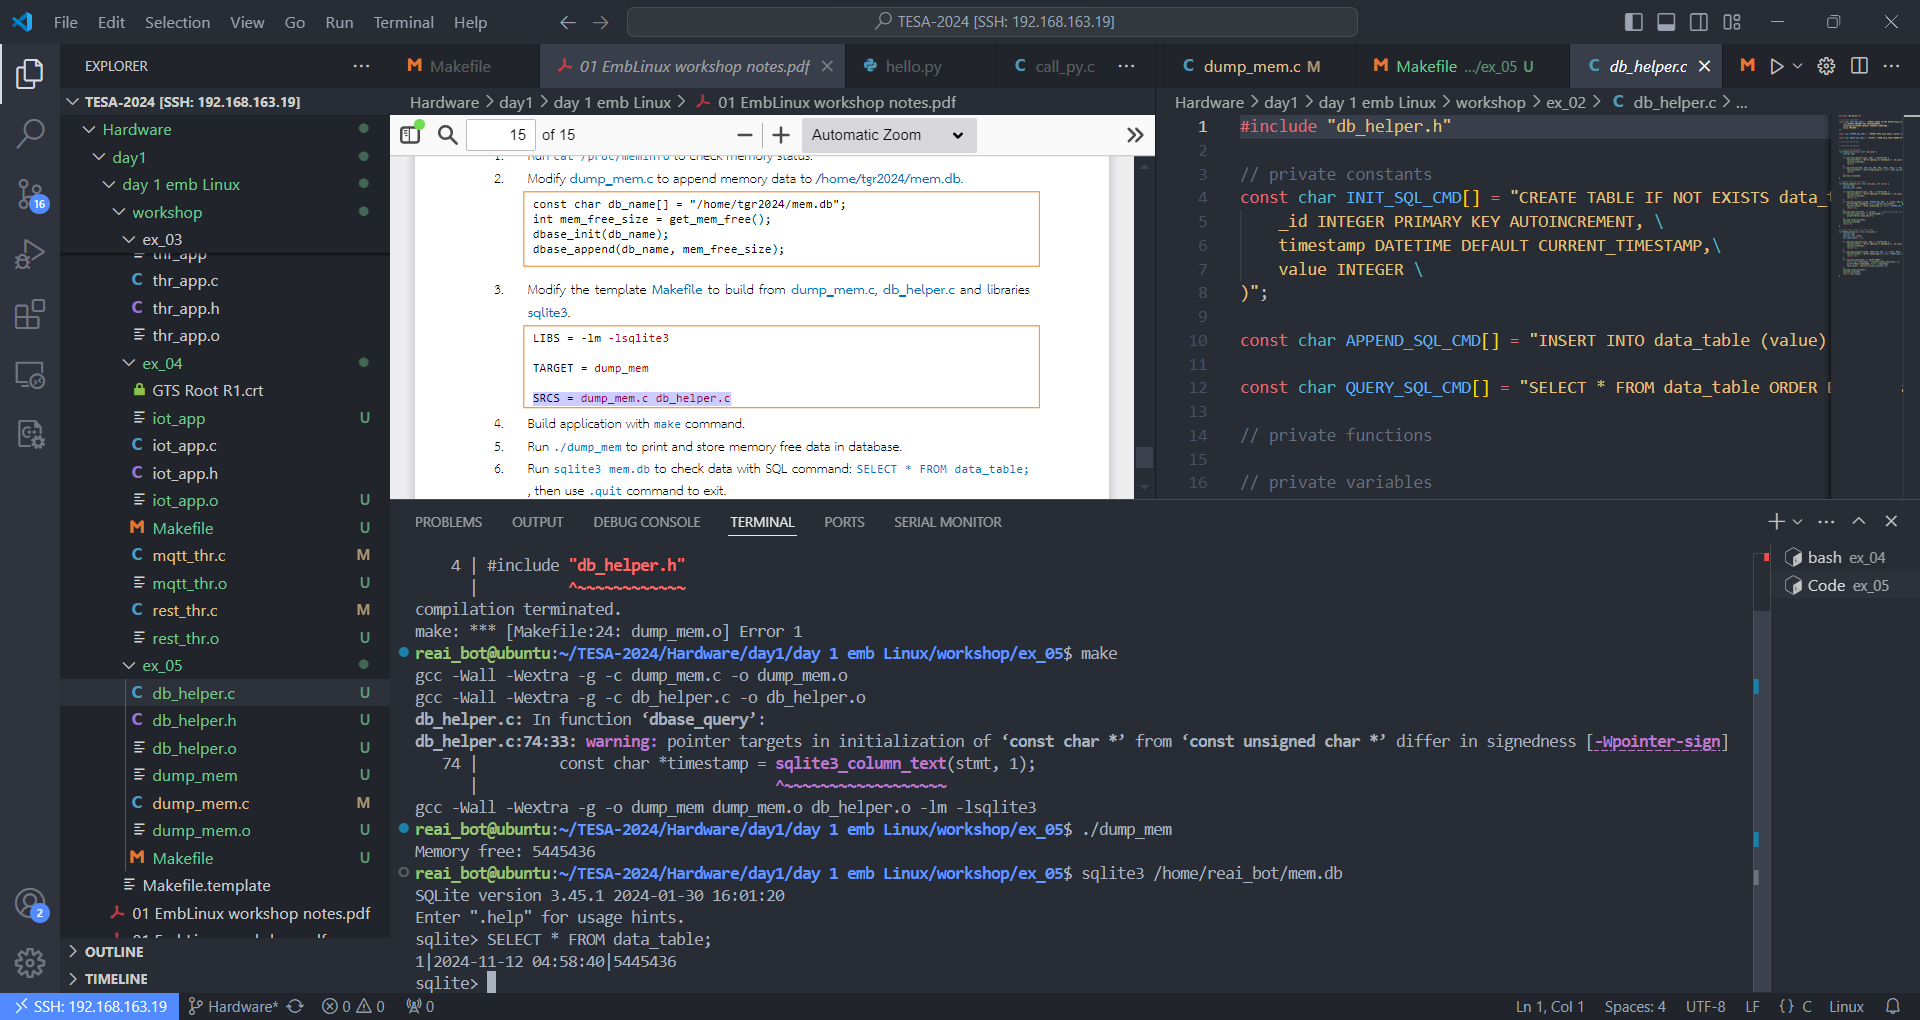 File Edit Selection View Go Run Terminal Help
TESA-2024 [SSH: 192.168.163.19]
EXPLORER
TESA-2024 [SSH: 192.168.163.19]
Hardware
day1
day 1 emb Linux
workshop
ex_03
thr_app
thr_app.c
thr_app.h
thr_app.o
ex_04
GTS Root R1.crt
iot_app U
iot_app.c
iot_app.h
iot_app.o U
Makefile U
mqtt_thr.c M
mqtt_thr.o U
rest_thr.c M
rest_thr.o U
ex_05
db_helper.c U
db_helper.h U
db_helper.o U
dump_mem U
dump_mem.c M
dump_mem.o U
Makefile U
Makefile.template
01 EmbLinux workshop notes.pdf
OUTLINE
TIMELINE
16
2
Makefile
01 EmbLinux workshop notes.pdf
hello.py
call_py.c
Hardware > day1 > day 1 emb Linux > 01 EmbLinux workshop notes.pdf
15 of 15
Automatic Zoom
1. Run cat /proc/meminfo to check memory status.
2. Modify dump_mem.c to append memory data to /home/tgr2024/mem.db.
const char db_name[] = "/home/tgr2024/mem.db";
int mem_free_size = get_mem_free();
dbase_init(db_name);
dbase_append(db_name, mem_free_size);
3. Modify the template Makefile to build from dump_mem.c, db_helper.c and libraries
sqlite3.
LIBS = -lm -lsqlite3
TARGET = dump_mem
SRCS = dump_mem.c db_helper.c
4. Build application with make command.
5. Run ./dump_mem to print and store memory free data in database.
6. Run sqlite3 mem.db to check data with SQL command: SELECT * FROM data_table;
, then use .quit command to exit.
dump_mem.c M
Makefile .../ex_05 U
db_helper.c
Hardware > day1 > day 1 emb Linux > workshop > ex_02 > db_helper.c > ...
1 #include "db_helper.h"
2
3 // private constants
4 const char INIT_SQL_CMD[] = "CREATE TABLE IF NOT EXISTS data_
5 _id INTEGER PRIMARY KEY AUTOINCREMENT, \
6 timestamp DATETIME DEFAULT CURRENT_TIMESTAMP,\
7 value INTEGER \
8 )";
9
10 const char APPEND_SQL_CMD[] = "INSERT INTO data_table (value)
11
12 const char QUERY_SQL_CMD[] = "SELECT * FROM data_table ORDER
13
14 // private functions
15
16 // private variables
PROBLEMS OUTPUT DEBUG CONSOLE TERMINAL PORTS SERIAL MONITOR
bash ex_04
Code ex_05
4 | #include "db_helper.h"
| ^~~~~~~~~~~~~
compilation terminated.
make: *** [Makefile:24: dump_mem.o] Error 1
reai_bot@ubuntu:~/TESA-2024/Hardware/day1/day 1 emb Linux/workshop/ex_05$ make
gcc -Wall -Wextra -g -c dump_mem.c -o dump_mem.o
gcc -Wall -Wextra -g -c db_helper.c -o db_helper.o
db_helper.c: In function ‘dbase_query’:
db_helper.c:74:33: warning: pointer targets in initialization of ‘const char *’ from ‘const unsigned char *’ differ in signedness [-Wpointer-sign]
74 | const char *timestamp = sqlite3_column_text(stmt, 1);
| ^~~~~~~~~~~~~~~~~~~
gcc -Wall -Wextra -g -o dump_mem dump_mem.o db_helper.o -lm -lsqlite3
reai_bot@ubuntu:~/TESA-2024/Hardware/day1/day 1 emb Linux/workshop/ex_05$ ./dump_mem
Memory free: 5445436
reai_bot@ubuntu:~/TESA-2024/Hardware/day1/day 1 emb Linux/workshop/ex_05$ sqlite3 /home/reai_bot/mem.db
SQLite version 3.45.1 2024-01-30 16:01:20
Enter ".help" for usage hints.
sqlite> SELECT * FROM data_table;
1|2024-11-12 04:58:40|5445436
sqlite>
SSH: 192.168.163.19 Hardware* 0 0 0
Ln 1, Col 1 Spaces: 4 UTF-8 LF {} C Linux